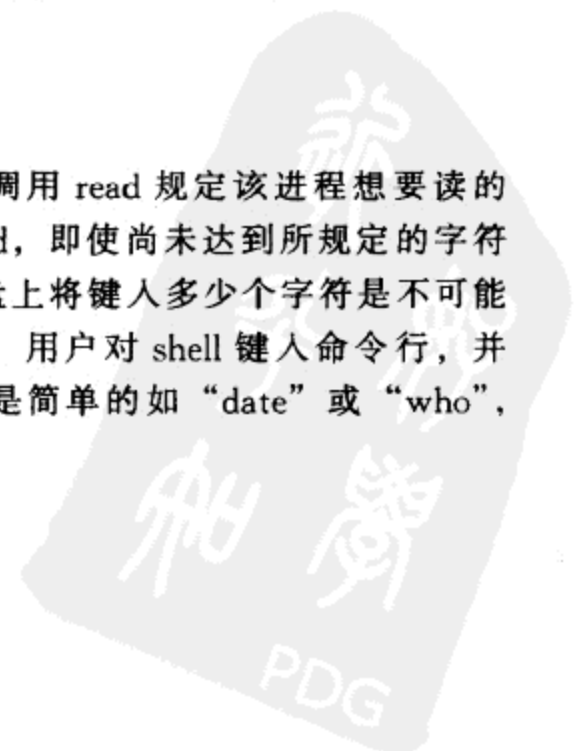 调用 read 规定该进程想要读的
，即使尚未达到所规定的字符
上将键入多少个字符是不可能
用户对 shell 键入命令行，并
是简单的如“date”或“who”，
PDG